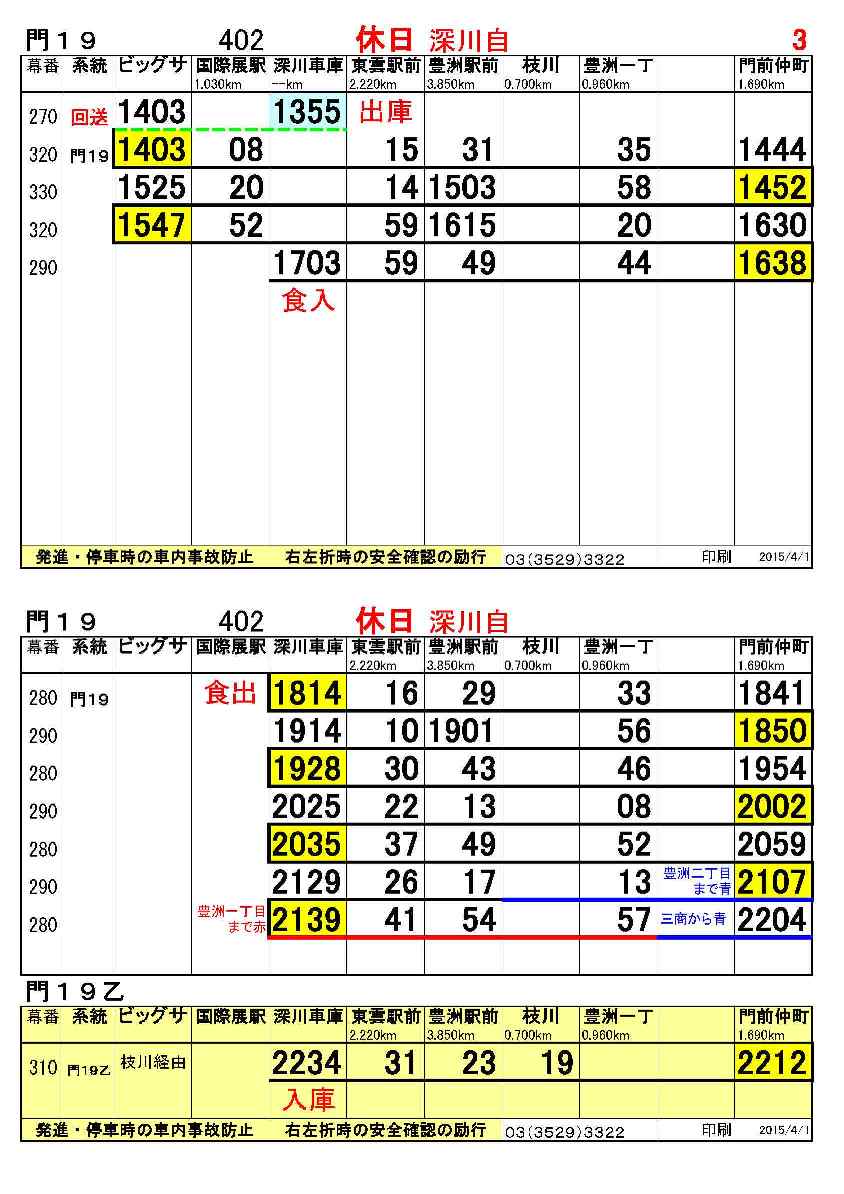 門１９ 402 休日 深川自 3
幕番 系統 ビッグサ 国際展駅 深川車庫 東雲駅前 豊洲駅前 枝川 豊洲一丁 門前仲町
1.030km ---km 2.220km 3.850km 0.700km 0.960km 1.690km
270 回送 1403 1355 出庫
320 門19 1403 08 15 31 35 1444
330 1525 20 14 1503 58 1452
320 1547 52 59 1615 20 1630
290 1703 59 49 44 1638
食入
発進・停車時の車内事故防止 右左折時の安全確認の励行 03(3529)3322 印刷 2015/4/1
門１９ 402 休日 深川自
幕番 系統 ビッグサ 国際展駅 深川車庫 東雲駅前 豊洲駅前 枝川 豊洲一丁 門前仲町
2.220km 3.850km 0.700km 0.960km 1.690km
280 門19 食出 1814 16 29 33 1841
290 1914 10 1901 56 1850
280 1928 30 43 46 1954
290 2025 22 13 08 2002
280 2035 37 49 52 2059
290 2129 26 17 13 豊洲二丁目まで青 2107
280 豊洲一丁目まで赤 2139 41 54 57 三商から青 2204
門１９乙
幕番 系統 ビッグサ 国際展駅 深川車庫 東雲駅前 豊洲駅前 枝川 豊洲一丁 門前仲町
2.220km 3.850km 0.700km 0.960km 1.690km
310 門19乙 枝川経由 2234 31 23 19 2212
入庫
発進・停車時の車内事故防止 右左折時の安全確認の励行 03(3529)3322 印刷 2015/4/1